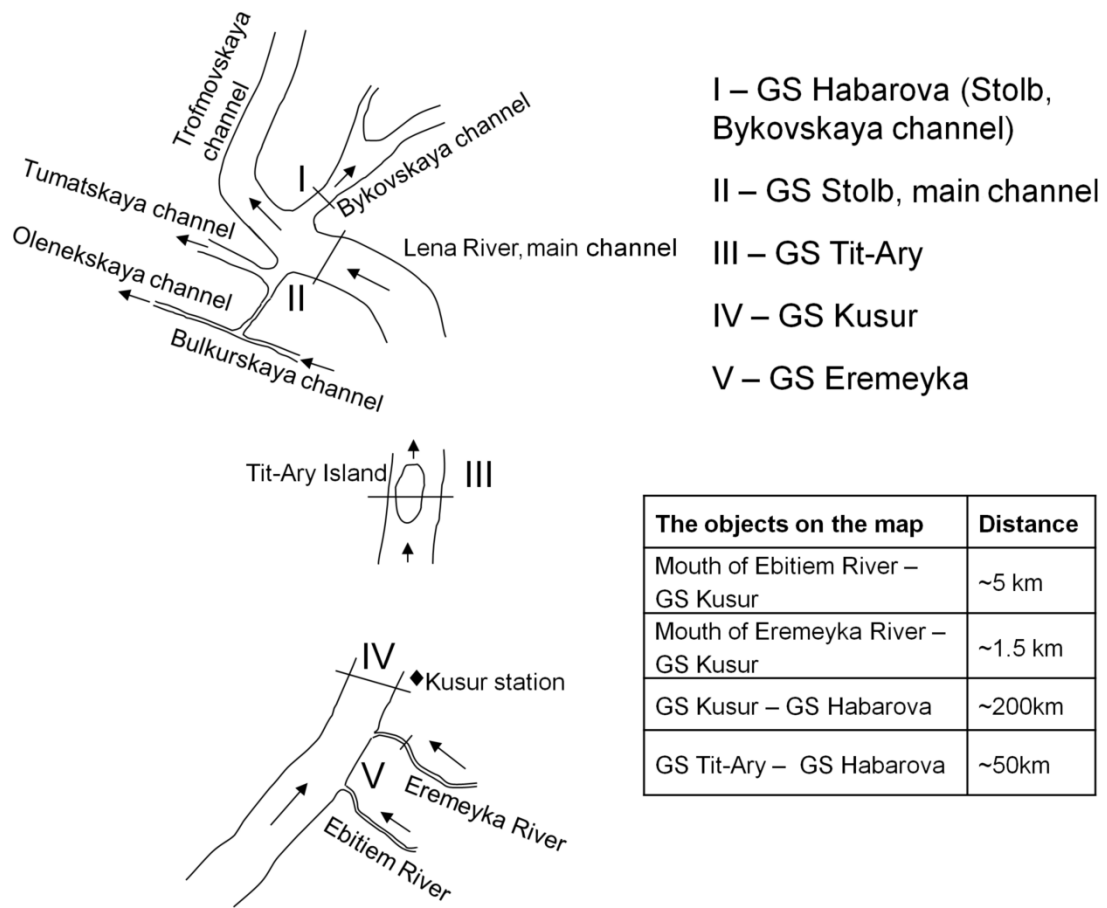 Trofmovskaya
channel
Tumatskaya channel
Olenekskaya channel
Bulkurskaya channel
I
Bykovskaya channel
Lena River, main channel
II
Tit-Ary Island
III
IV
Kusur station
V
Eremeyka River
Ebitiem River
I – GS Habarova (Stolb,
Bykovskaya channel)
II – GS Stolb, main channel
III – GS Tit-Ary
IV – GS Kusur
V – GS Eremeyka
The objects on the map Distance
Mouth of Ebitiem River –
GS Kusur ~5 km
Mouth of Eremeyka River –
GS Kusur ~1.5 km
GS Kusur – GS Habarova ~200km
GS Tit-Ary – GS Habarova ~50km